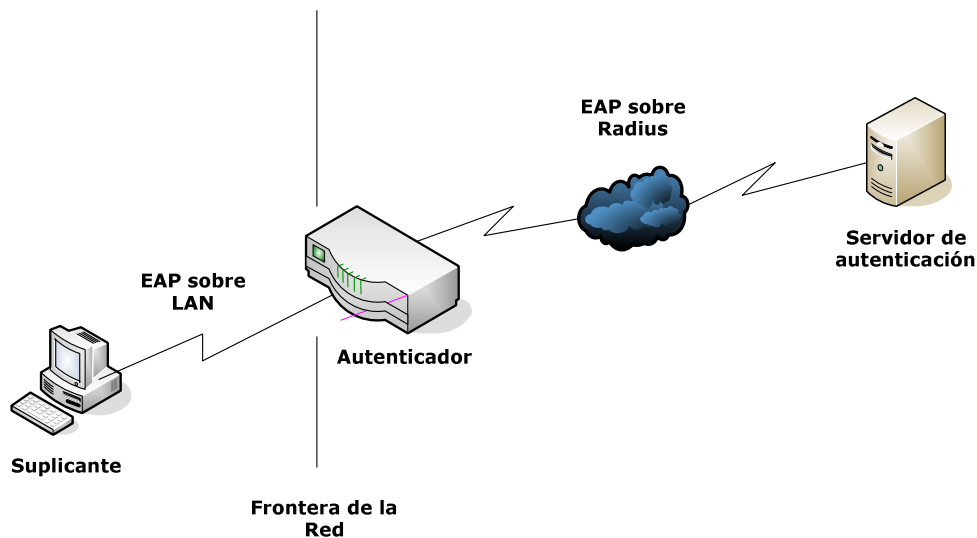 EAP sobre
Radius
Servidor de
autenticación
EAP sobre
LAN
Autenticador
Suplicante
Frontera de la
Red